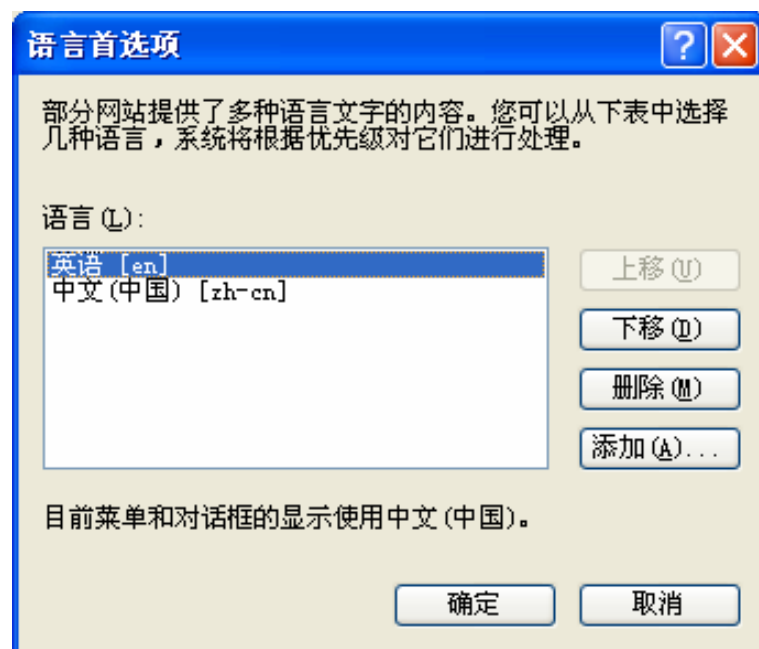 语言首选项
部分网站提供了多种语言文字的内容。您可以从下表中选择
几种语言，系统将根据优先级对它们进行处理。
语言(L):
英语 [en]
中文(中国) [zh-cn]
上移(U)
下移(D)
删除(M)
添加(A)...
目前菜单和对话框的显示使用中文(中国)。
确定
取消